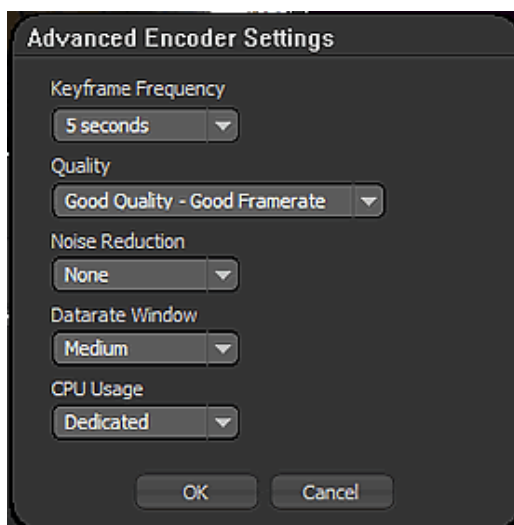 Advanced Encoder Settings
Keyframe Frequency
5 seconds
Quality
Good Quality - Good Framerate
Noise Reduction
None
Datarate Window
Medium
CPU Usage
Dedicated
OK Cancel